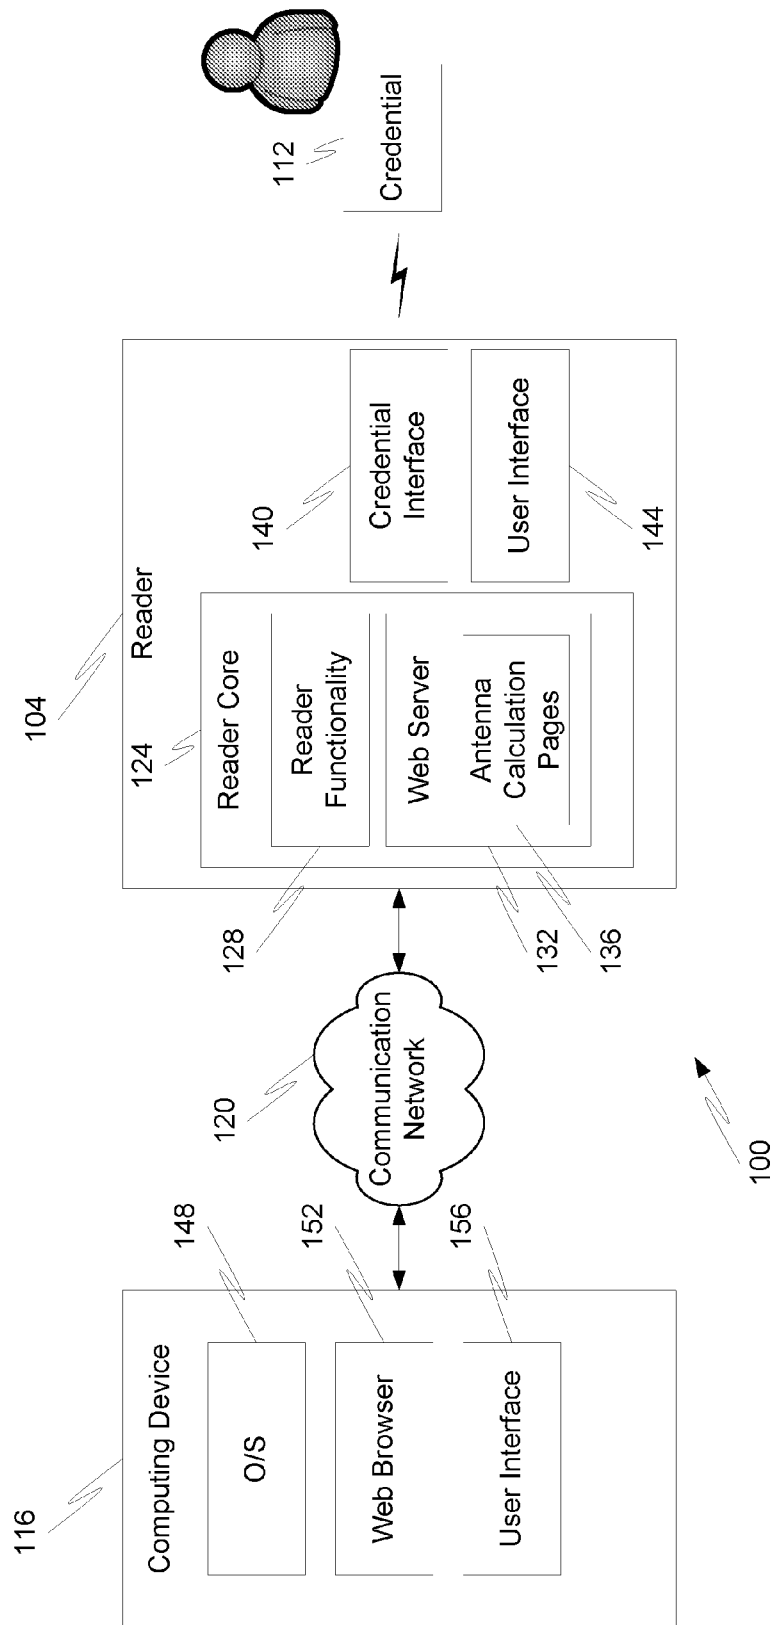 116
Computing Device
O/S
148
Web Browser
152
User Interface
156
120
Communication
Network
104
Reader
124
Reader Core
Reader
Functionality
128
Web Server
132
Antenna
Calculation
Pages
136
140
Credential
Interface
User Interface
144
112
Credential
100